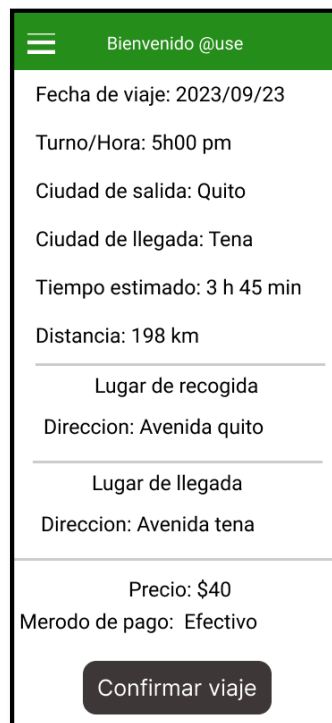 Bienvenido @use
Fecha de viaje: 2023/09/23
Turno/Hora: 5h00 pm
Ciudad de salida: Quito
Ciudad de llegada: Tena
Tiempo estimado: 3 h 45 min
Distancia: 198 km
Lugar de recogida
Direccion: Avenida quito
Lugar de llegada
Direccion: Avenida tena
Precio: $40
Merodo de pago: Efectivo
Confirmar viaje